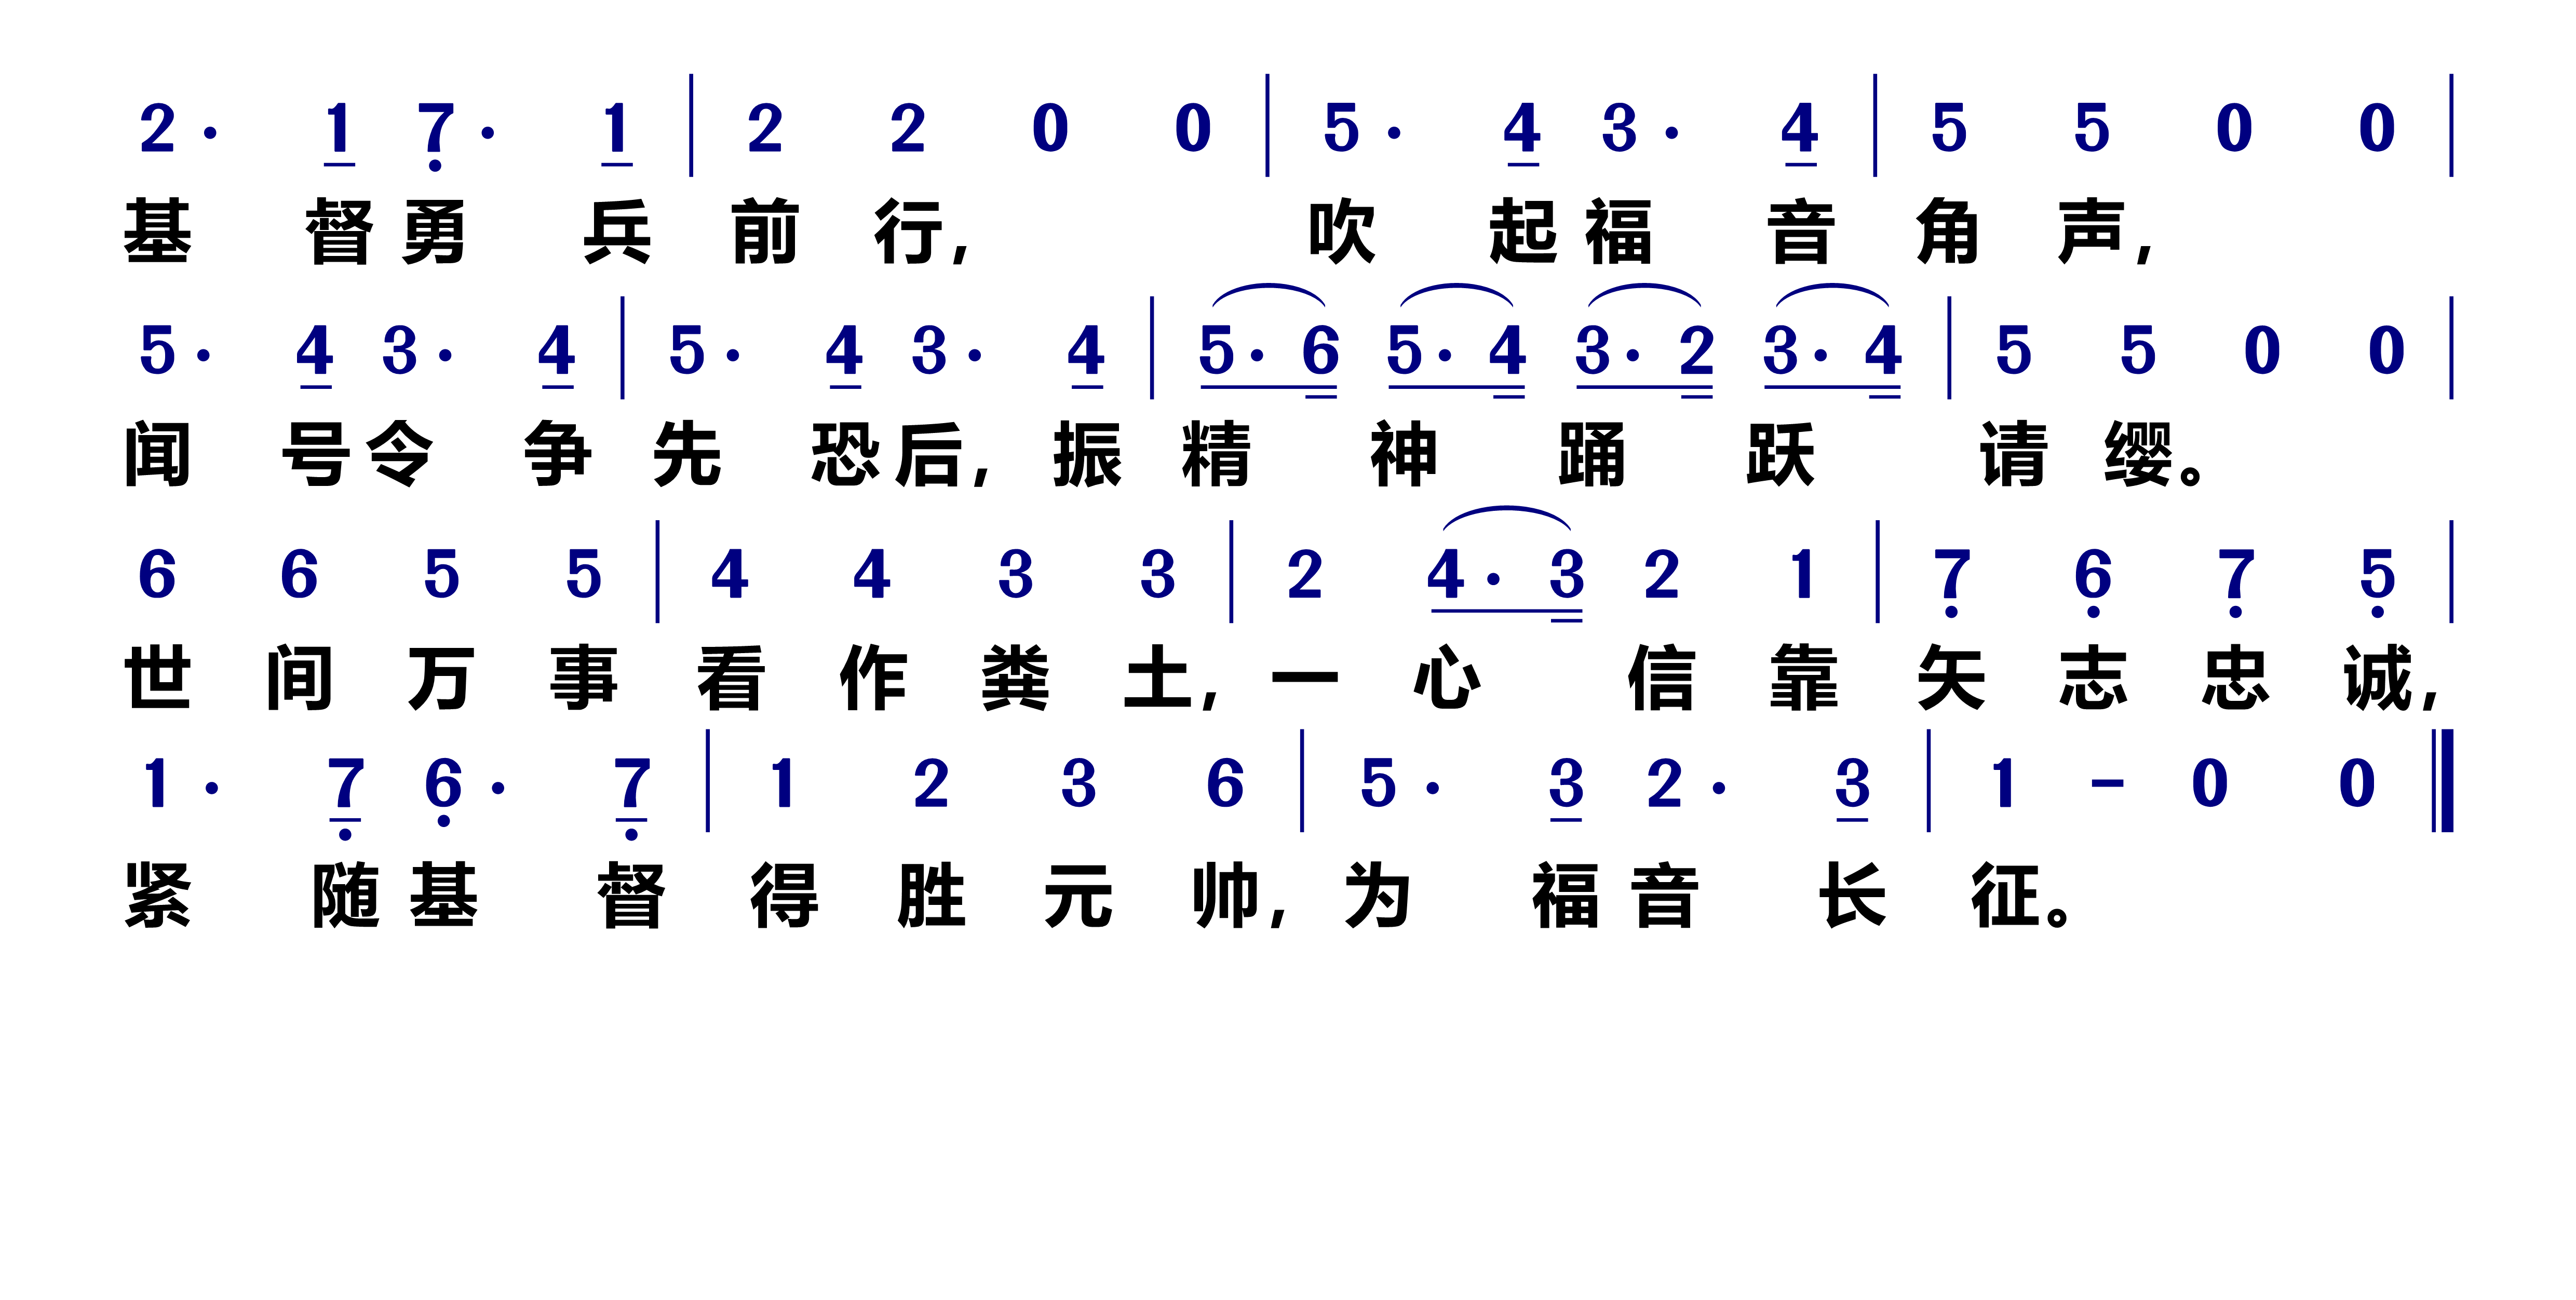 2· 1 7· 1 | 2 2 0 0 | 5· 4 3· 4 | 5 5 0 0 |
基督勇兵前行, 吹起福音角声,
5· 4 3· 4 | 5· 4 3· 4 | 5· 6 5· 4 3· 2 3· 4 | 5 5 0 0 |
闻号令争先恐后, 振精神踊跃请缨。
6 6 5 5 | 4 4 3 3 | 2 4· 3 2 1 | 7 6 7 5 |
世间万事看作粪土, 一心信靠矢志忠诚,
1· 7 6· 7 | 1 2 3 6 | 5· 3 2· 3 | 1 - 0 0 ‖
紧随基督得胜元帅, 为福音长征。